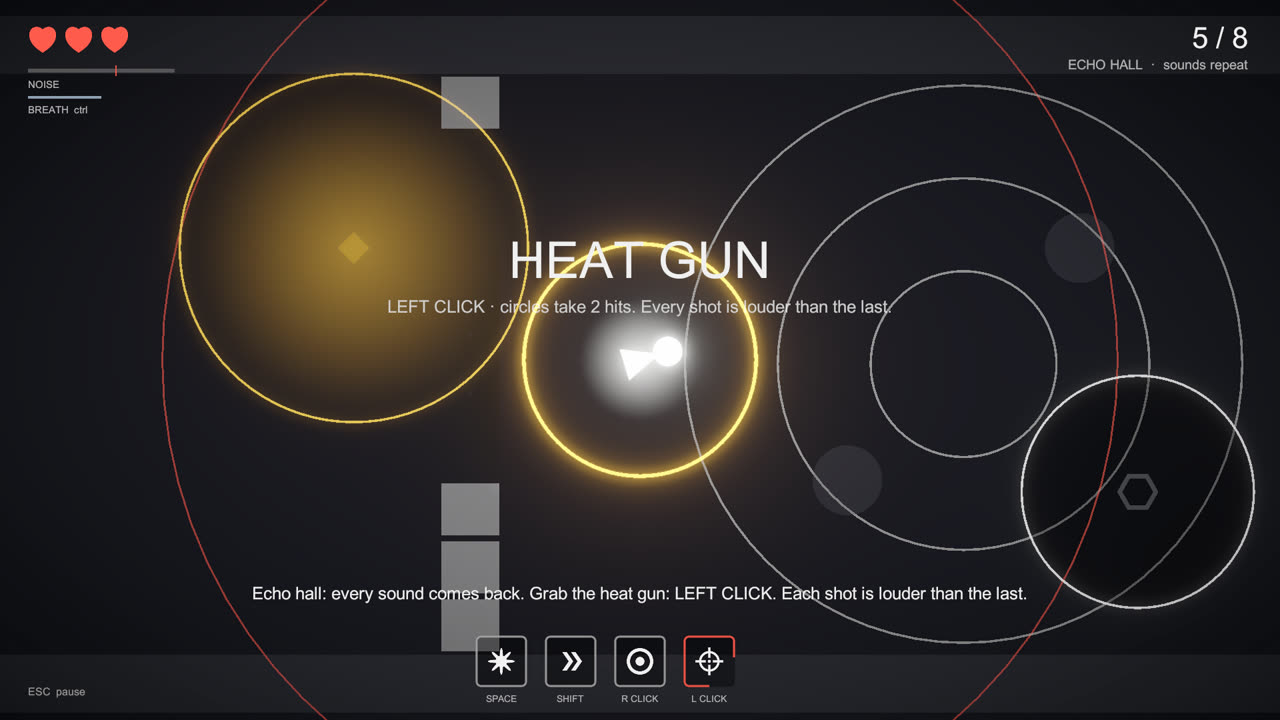 5 / 8
ECHO HALL · sounds repeat
NOISE
BREATH ctrl
HEAT GUN
LEFT CLICK · circles take 2 hits. Every shot is louder than the last.
Echo hall: every sound comes back. Grab the heat gun: LEFT CLICK. Each shot is louder than the last.
SPACE
SHIFT
R CLICK
L CLICK
ESC pause